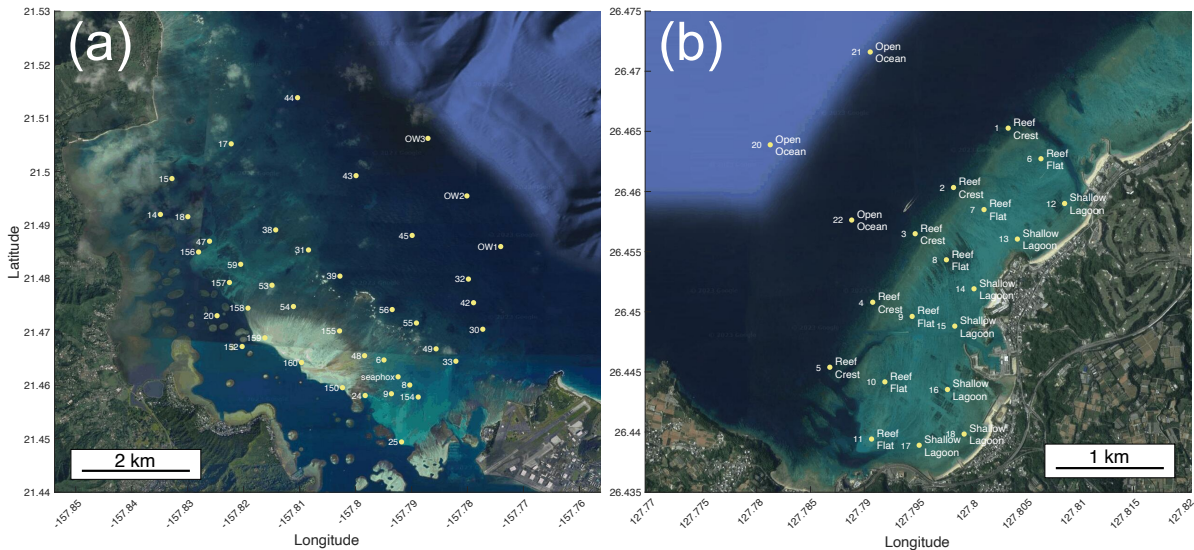 (a)
21.53
21.52
21.51
21.5
21.49
21.48
21.47
21.46
21.45
21.44
Latitude
44
OW3
17
43
15
OW2
14
18
38
45
47
31
OW1
156
59
39
32
157
53
54
56
42
158
20
55
30
155
159
152
49
48
6
33
160
seaphox
8
150
9
24
154
25
2 km
-157.85
-157.84
-157.83
-157.82
-157.81
-157.8
-157.79
-157.78
-157.77
-157.76
Longitude
(b)
26.475
26.47
26.465
26.46
26.455
26.45
26.445
26.44
26.435
21 Open
Ocean
1 Reef
Crest
20 Open
Ocean
6 Reef
Flat
2 Reef
Crest
12 Shallow
Lagoon
7 Reef
Flat
22 Open
Ocean
3 Reef
Crest
13 Shallow
Lagoon
8 Reef
Flat
14 Shallow
Lagoon
4 Reef
Crest
9 Reef
Flat
15 Shallow
Lagoon
5 Reef
Crest
10 Reef
Flat
16 Shallow
Lagoon
11 Reef
Flat
17 Shallow
Lagoon
18 Shallow
Lagoon
1 km
127.77
127.775
127.78
127.785
127.79
127.795
127.8
127.805
127.81
127.815
127.82
Longitude